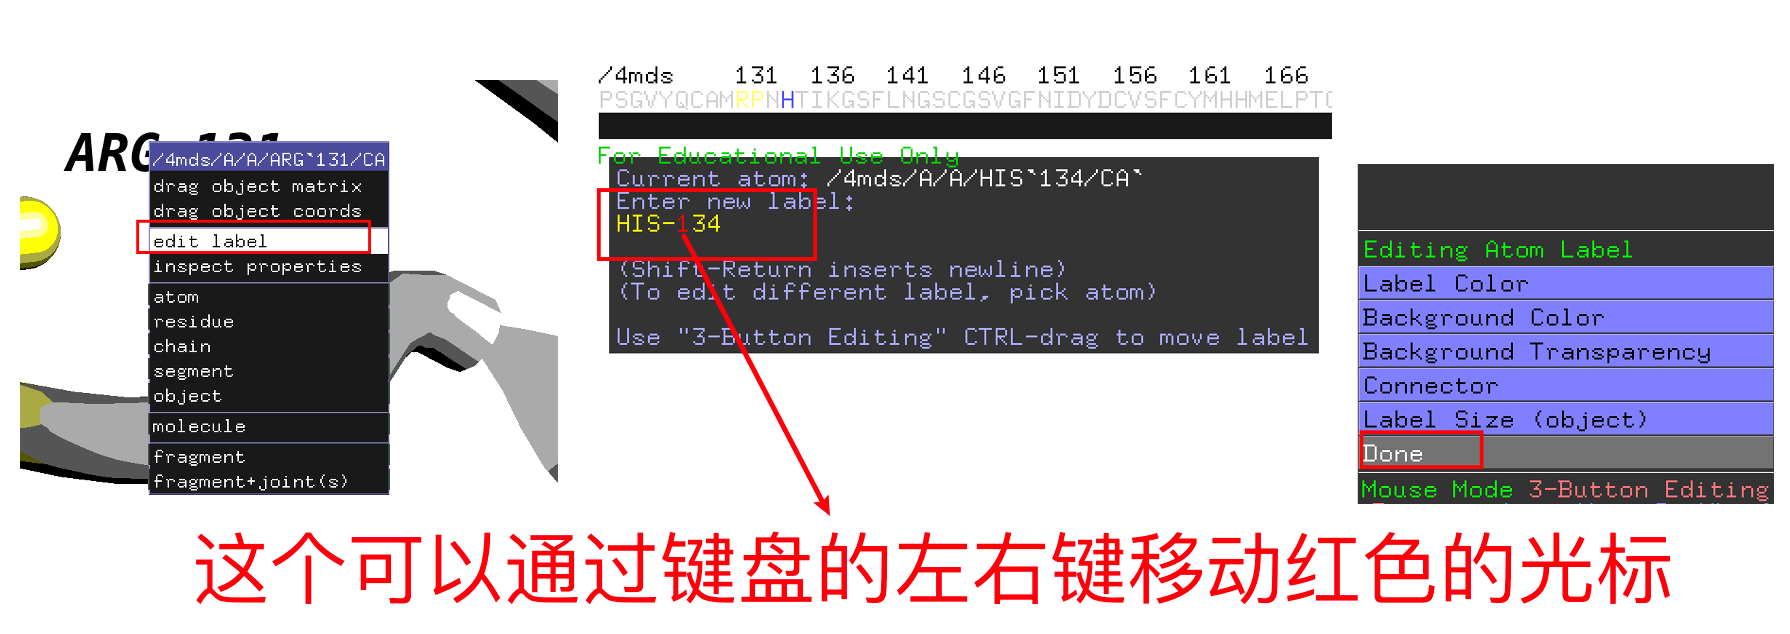 ARG 131
/4mds/A/A/ARG`131/CA
drag object matrix
drag object coords
edit label
inspect properties
atom
residue
chain
segment
object
molecule
fragment
fragment+joint(s)
/4mds 131 136 141 146 151 156 161 166
PSGVYQCAMRPNHTIKGSFLNGSCGSVGFNIDYDCVSFCYMHHMELPT
For Educational Use Only
Current atom: /4mds/A/A/HIS`134/CA`
Enter new label:
HIS-134
(Shift-Return inserts newline)
(To edit different label, pick atom)
Use "3-Button Editing" CTRL-drag to move label
Editing Atom Label
Label Color
Background Color
Background Transparency
Connector
Label Size (object)
Done
Mouse Mode 3-Button Editing
这个可以通过键盘的左右键移动红色的光标